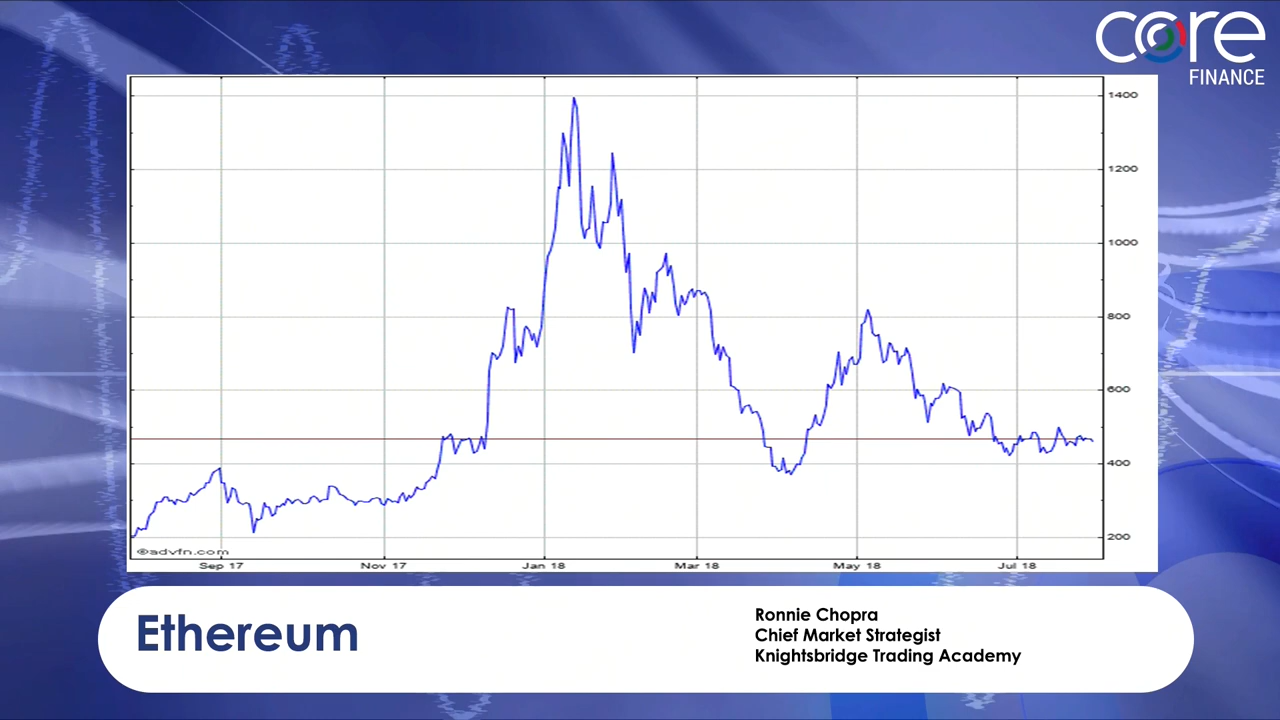 core
FINANCE
1400
1200
1000
800
600
400
200
©advfn.com
Sep 17
Nov 17
Jan 18
Mar 18
May 18
Jul 18
Ethereum
Ronnie Chopra
Chief Market Strategist
Knightsbridge Trading Academy